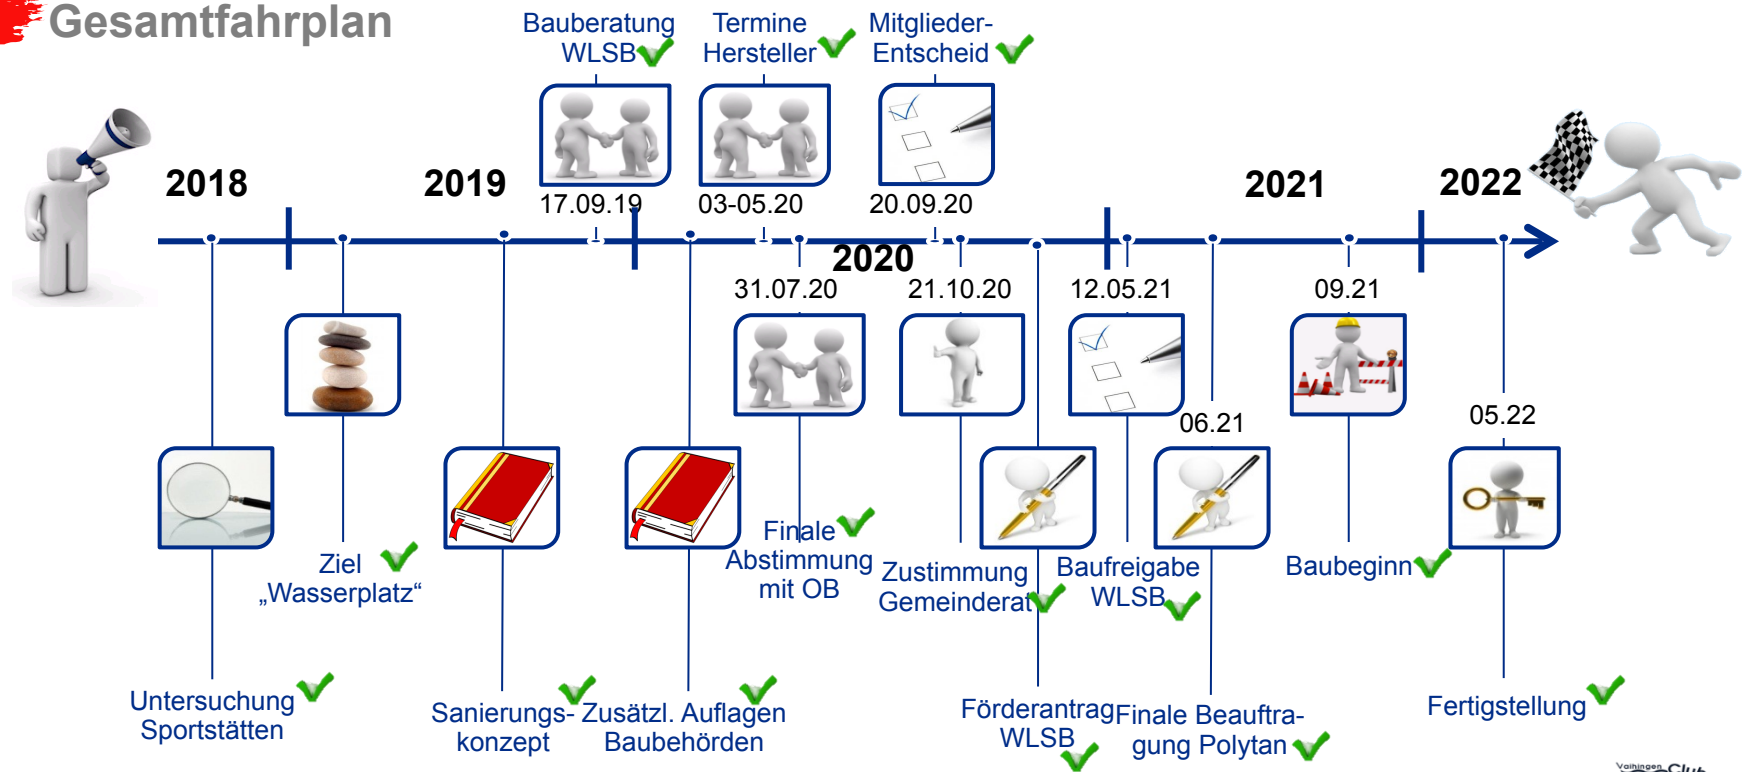 Gesamtfahrplan
Bauberatung
WLSB
Termine
Hersteller
Mitglieder-
Entscheid
2018
2019
2021
2022
17.09.19
03-05.20
20.09.20
2020
31.07.20
21.10.20
12.05.21
09.21
06.21
05.22
Ziel
„Wasserplatz“
Finale
Abstimmung
mit OB
Zustimmung
Gemeinderat
Baufreigabe
WLSB
Baubeginn
Untersuchung
Sportstätten
Sanierungs-
konzept
Zusätzl. Auflagen
Baubehörden
Förderantrag
WLSB
Finale Beauftra-
gung Polytan
Fertigstellung
Vaihingen
Club